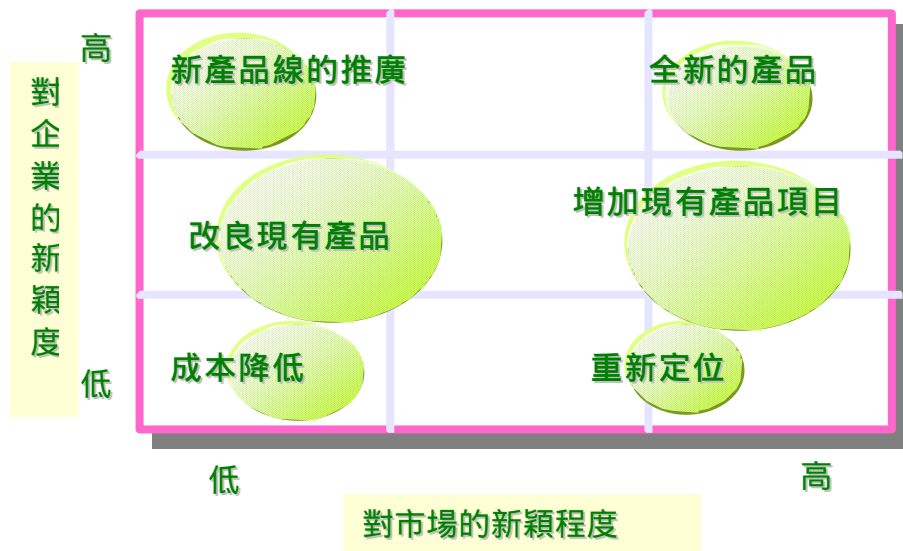 高
對企業的新穎度
新產品線的推廣
全新的產品
增加現有產品項目
改良現有產品
成本降低
重新定位
低
低
高
對市場的新穎程度